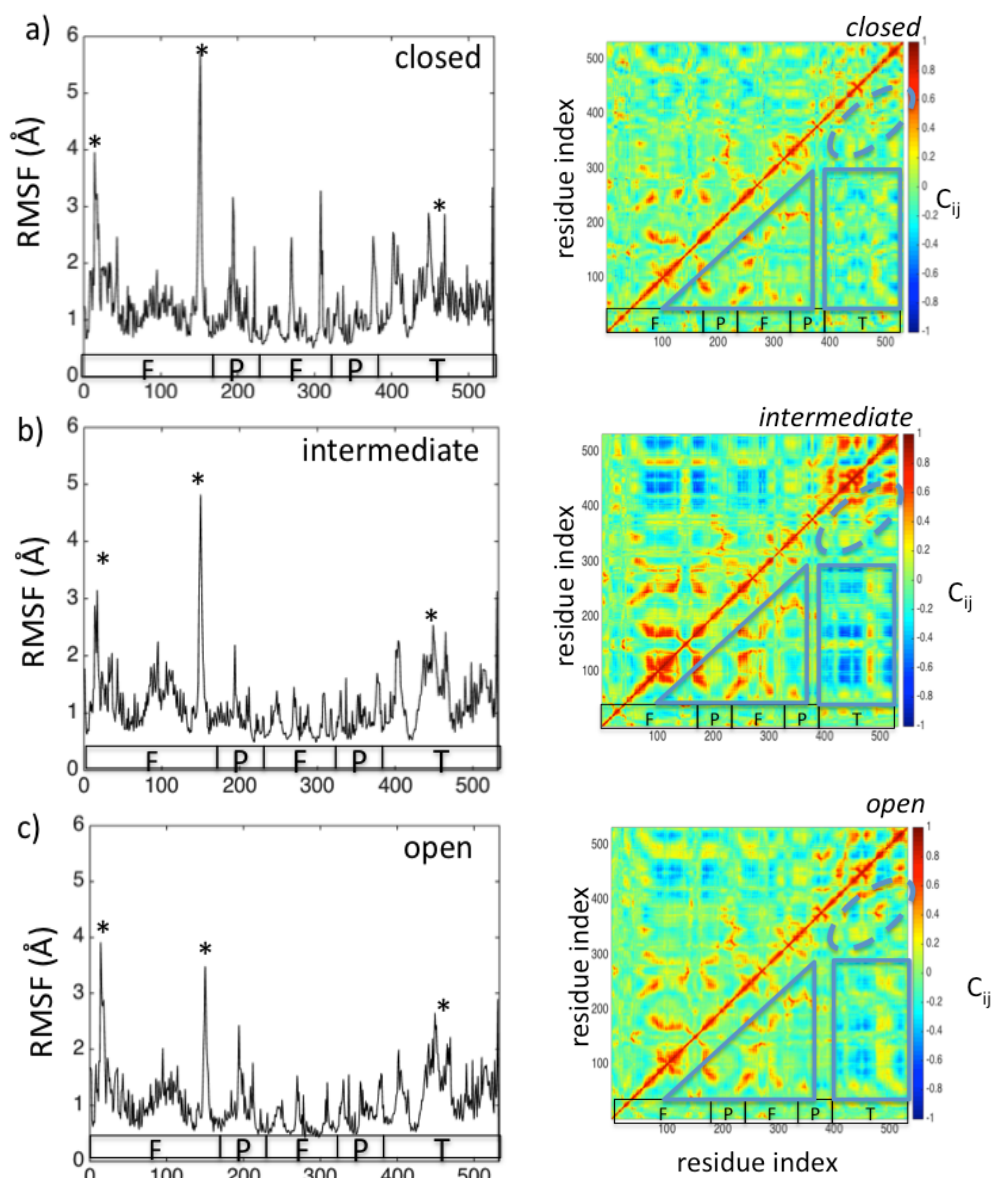 a)
6
5
4
3
2
1
0
RMSF (Å)
*
*
*
closed
F P F P T
0 100 200 300 400 500
closed
500
400
300
200
100
residue index
F P F P T
100 200 300 400 500
1
0.8
0.6
0.4
0.2
0
-0.2
-0.4
-0.6
-0.8
-1
Cij
b)
6
5
4
3
2
1
0
RMSF (Å)
*
*
*
intermediate
F P F P T
0 100 200 300 400 500
intermediate
500
400
300
200
100
residue index
F P F P T
100 200 300 400 500
1
0.8
0.6
0.4
0.2
0
-0.2
-0.4
-0.6
-0.8
-1
Cij
c)
6
5
4
3
2
1
0
RMSF (Å)
*
*
*
open
F P F P T
0 100 200 300 400 500
open
500
400
300
200
100
residue index
F P F P T
100 200 300 400 500
1
0.8
0.6
0.4
0.2
0
-0.2
-0.4
-0.6
-0.8
-1
Cij
residue index